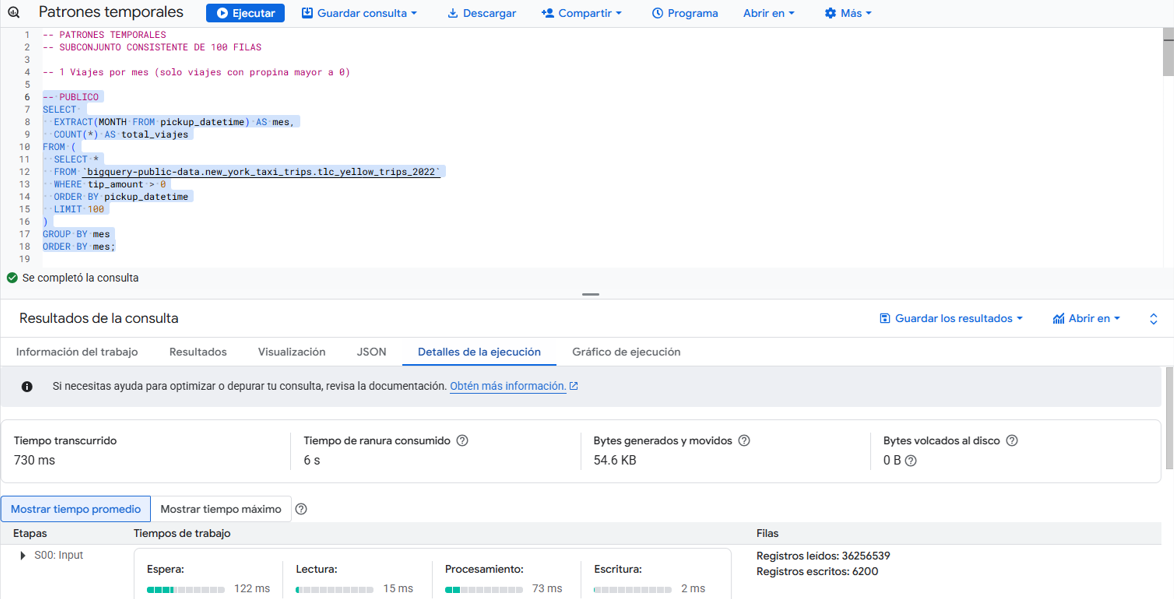 Patrones temporales Ejecutar Guardar consulta Descargar Compartir Programa Abrir en Más
1 -- PATRONES TEMPORALES
2 -- SUBCONJUNTO CONSISTENTE DE 100 FILAS
3
4 -- 1 Viajes por mes (solo viajes con propina mayor a 0)
5
6 -- PUBLICO
7 SELECT
8 EXTRACT(MONTH FROM pickup_datetime) AS mes,
9 COUNT(*) AS total_viajes
10 FROM (
11 SELECT *
12 FROM `bigquery-public-data.new_york_taxi_trips.tlc_yellow_trips_2022`
13 WHERE tip_amount > 0
14 ORDER BY pickup_datetime
15 LIMIT 100
16 )
17 GROUP BY mes
18 ORDER BY mes;
19
Se completó la consulta
Resultados de la consulta Guardar los resultados Abrir en
Información del trabajo Resultados Visualización JSON Detalles de la ejecución Gráfico de ejecución
Si necesitas ayuda para optimizar o depurar tu consulta, revisa la documentación. Obtén más información.
Tiempo transcurrido Tiempo de ranura consumido Bytes generados y movidos Bytes volcados al disco
730 ms 6 s 54.6 KB 0 B
Mostrar tiempo promedio Mostrar tiempo máximo
Etapas Tiempos de trabajo Filas
S00: Input Registros leídos: 36256539
Espera: Lectura: Procesamiento: Escritura: Registros escritos: 6200
122 ms 15 ms 73 ms 2 ms